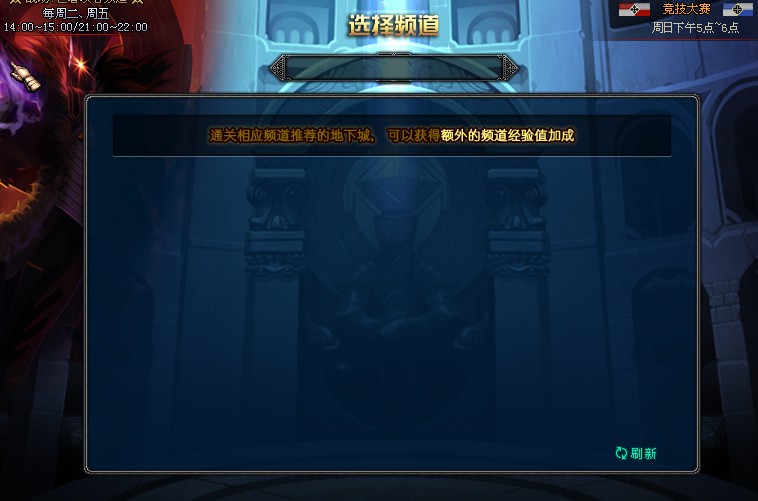 每周二、周五
14:00~15:00/21:00~22:00
选择频道
竞技大赛
周日下午5点~6点
通关相应频道推荐的地下城， 可以获得额外的频道经验值加成
刷新